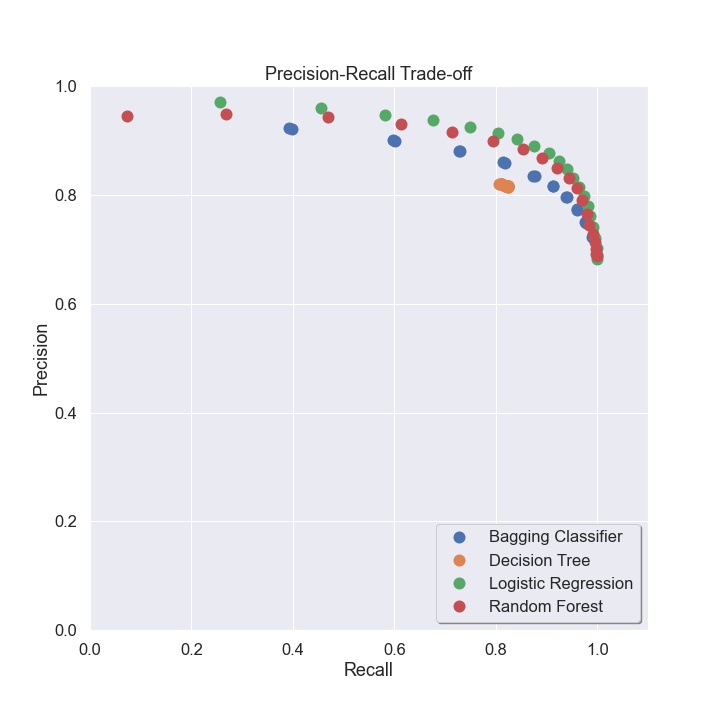 Precision-Recall Trade-off
1.0
0.8
0.6
0.4
0.2
0.0
Precision
0.0 0.2 0.4 0.6 0.8 1.0
Recall
Bagging Classifier
Decision Tree
Logistic Regression
Random Forest